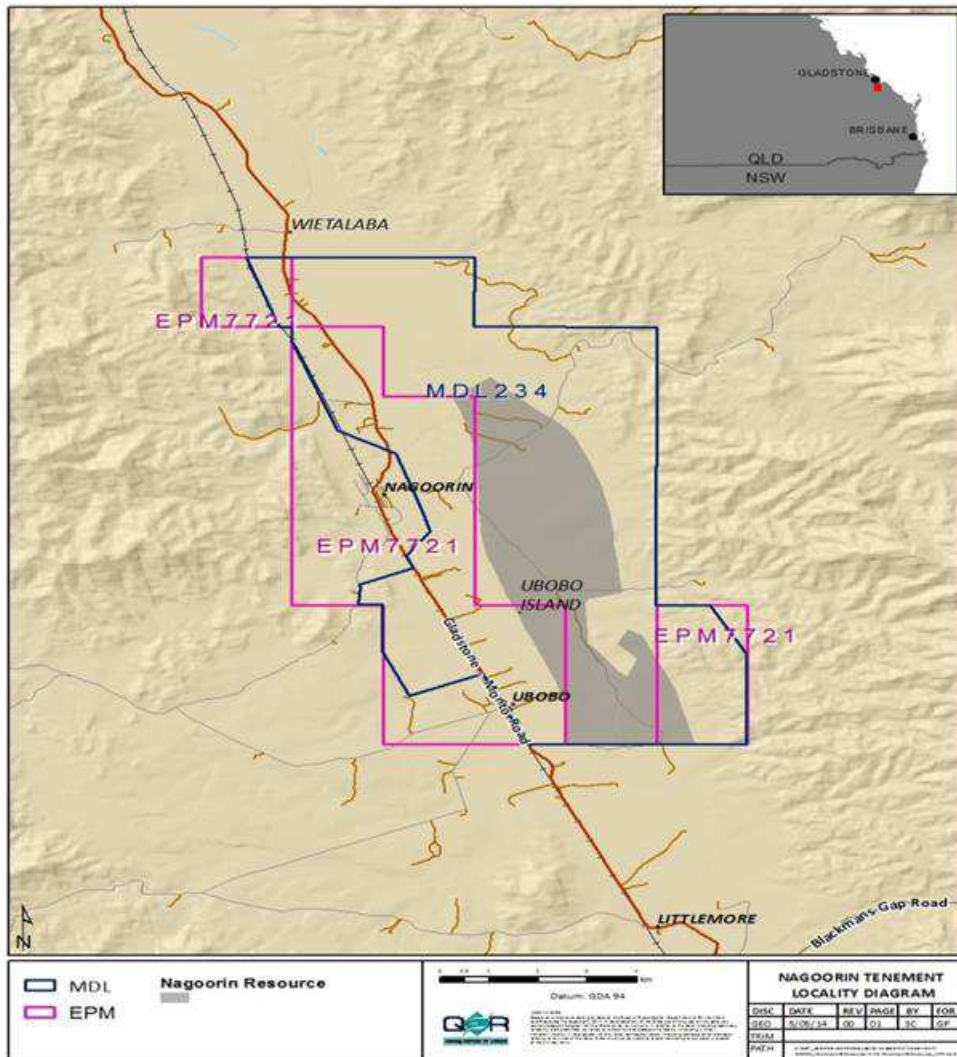 GLADSTONE
BRISBANE
QLD
NSW
WIETALABA
EPM7721
MDL234
NAGOORIN
EPM7721
UBOBO
ISLAND
EPM7721
Gladstone - Monto Road
UBOBO
LITTLEMORE
Blackmans Gap Road
N
MDL
EPM
Nagoorin Resource
km
Datum: GDA 94
QER
NAGOORIN TENEMENT
LOCALITY DIAGRAM
DISC DATE REV PAGE BY FOR
GEO 5/05/14 00 01 SC GP
TRIM
PATH